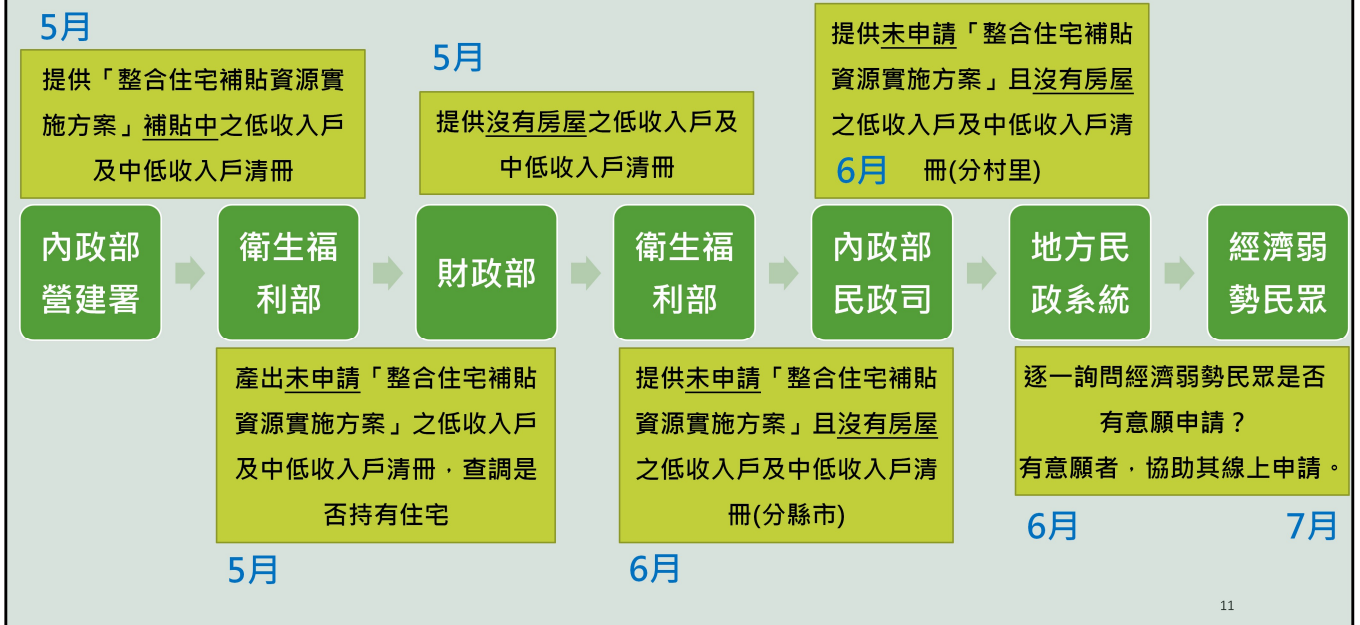 5月
提供「整合住宅補貼資源實
施方案」補貼中之低收入戶
及中低收入戶清冊
5月
提供沒有房屋之低收入戶及
中低收入戶清冊
提供未申請「整合住宅補貼
資源實施方案」且沒有房屋
之低收入戶及中低收入戶清
6月 冊(分村里)
內政部
營建署
衛生福
利部
財政部
衛生福
利部
內政部
民政司
地方民
政系統
經濟弱
勢民眾
產出未申請「整合住宅補貼
資源實施方案」之低收入戶
及中低收入戶清冊，查調是
否持有住宅
5月
提供未申請「整合住宅補貼
資源實施方案」且沒有房屋
之低收入戶及中低收入戶清
冊(分縣市)
6月
逐一詢問經濟弱勢民眾是否
有意願申請？
有意願者，協助其線上申請。
6月
7月
11